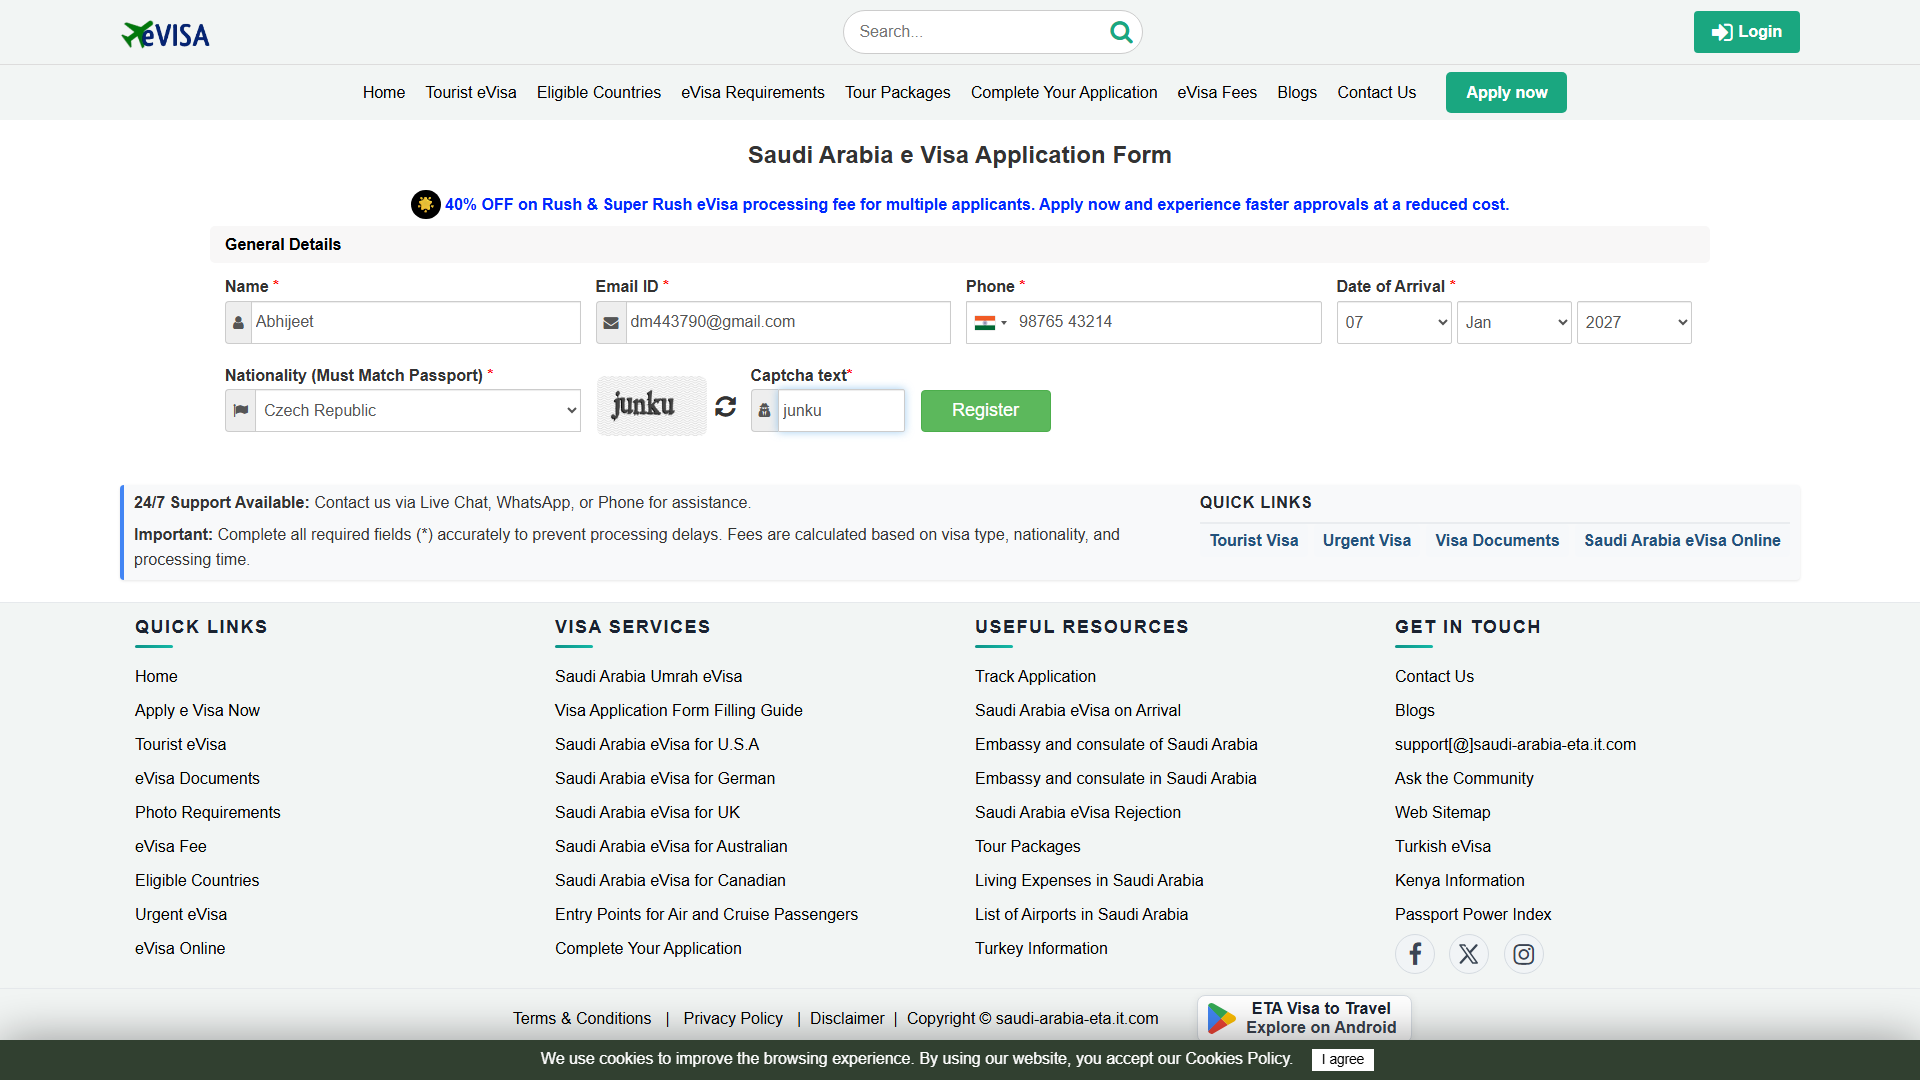 eVISA
Search...
Login
Home Tourist eVisa Eligible Countries eVisa Requirements Tour Packages Complete Your Application eVisa Fees Blogs Contact Us Apply now
Saudi Arabia e Visa Application Form
40% OFF on Rush & Super Rush eVisa processing fee for multiple applicants. Apply now and experience faster approvals at a reduced cost.
General Details
Name * Email ID * Phone * Date of Arrival *
Abhijeet dm443790@gmail.com 98765 43214 07 Jan 2027
Nationality (Must Match Passport) * Captcha text*
Czech Republic junku junku Register
24/7 Support Available: Contact us via Live Chat, WhatsApp, or Phone for assistance.
Important: Complete all required fields (*) accurately to prevent processing delays. Fees are calculated based on visa type, nationality, and
processing time.
QUICK LINKS
Tourist Visa Urgent Visa Visa Documents Saudi Arabia eVisa Online
QUICK LINKS
Home
Apply e Visa Now
Tourist eVisa
eVisa Documents
Photo Requirements
eVisa Fee
Eligible Countries
Urgent eVisa
eVisa Online
VISA SERVICES
Saudi Arabia Umrah eVisa
Visa Application Form Filling Guide
Saudi Arabia eVisa for U.S.A
Saudi Arabia eVisa for German
Saudi Arabia eVisa for UK
Saudi Arabia eVisa for Australian
Saudi Arabia eVisa for Canadian
Entry Points for Air and Cruise Passengers
Complete Your Application
USEFUL RESOURCES
Track Application
Saudi Arabia eVisa on Arrival
Embassy and consulate of Saudi Arabia
Embassy and consulate in Saudi Arabia
Saudi Arabia eVisa Rejection
Tour Packages
Living Expenses in Saudi Arabia
List of Airports in Saudi Arabia
Turkey Information
GET IN TOUCH
Contact Us
Blogs
support[@]saudi-arabia-eta.it.com
Ask the Community
Web Sitemap
Turkish eVisa
Kenya Information
Passport Power Index
Terms & Conditions | Privacy Policy | Disclaimer | Copyright © saudi-arabia-eta.it.com
ETA Visa to Travel
Explore on Android
We use cookies to improve the browsing experience. By using our website, you accept our Cookies Policy. I agree